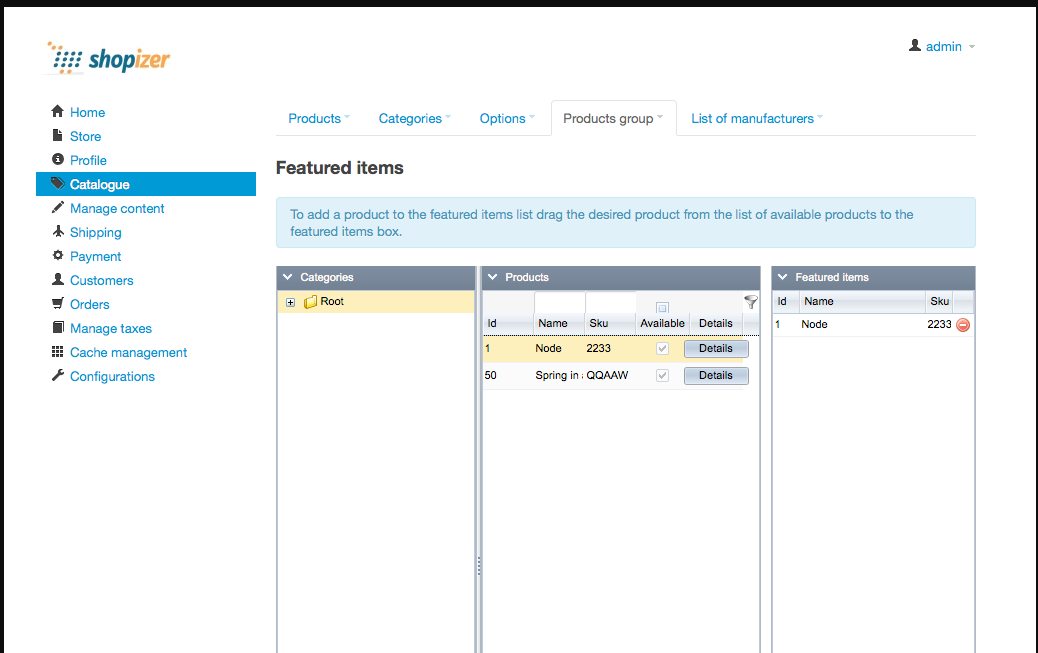 shopizer
admin
Home
Store
Profile
Catalogue
Manage content
Shipping
Payment
Customers
Orders
Manage taxes
Cache management
Configurations
Products Categories Options Products group List of manufacturers
Featured items
To add a product to the featured items list drag the desired product from the list of available products to the
featured items box.
Categories
Root
Products
Id Name Sku Available Details
1 Node 2233 Details
50 Spring in QQAAW Details
Featured items
Id Name Sku
1 Node 2233